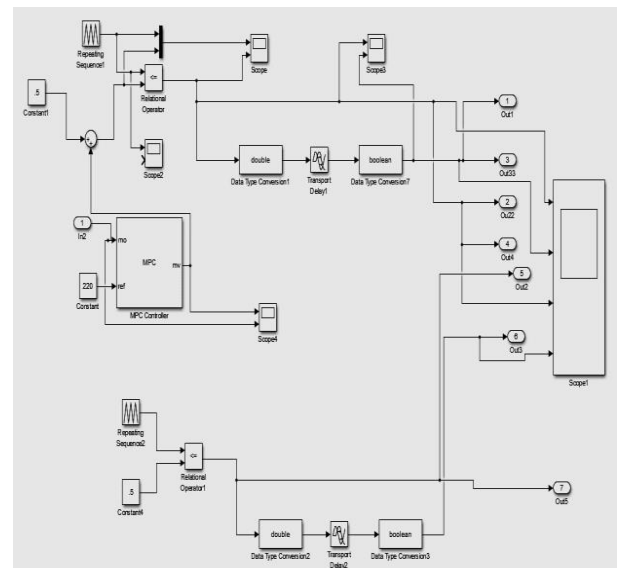 Repeating
Sequence1
Scope
Scope3
<=
Relational
Operator
.5
Constant1
1
Out1
Scope2
double
Data Type Conversion1
Transport
Delay1
boolean
Data Type Conversion7
3
Out33
2
Ou22
4
Out4
5
Out2
1
In2
mo
MPC
mv
220
ref
Constant
MPC Controller
Scope4
6
Out3
Scope1
Repeating
Sequence2
<=
Relational
Operator1
.5
Constant4
7
Out5
double
Data Type Conversion2
Transport
Delay2
boolean
Data Type Conversion3